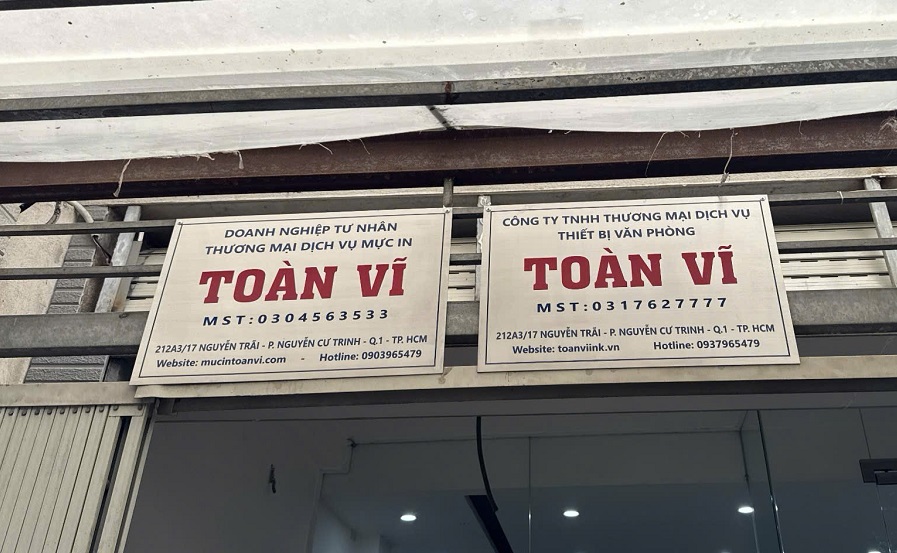 DOANH NGHIỆP TƯ NHÂN
THƯƠNG MẠI DỊCH VỤ MỰC IN
TOÀN VĨ
MST:0304563533
212A3/17 NGUYỄN TRÃI - P. NGUYỄN CƯ TRINH - Q.1 - TP. HCM
Website: mucintoanvi.com - Hotline: 0903965479
CÔNG TY TNHH THƯƠNG MẠI DỊCH VỤ
THIẾT BỊ VĂN PHÒNG
TOÀN VĨ
MST:0317627777
212A3/17 NGUYỄN TRÃI - P. NGUYỄN CƯ TRINH - Q.1 - TP. HCM
Website: toanviink.vn Hotline: 0937965479